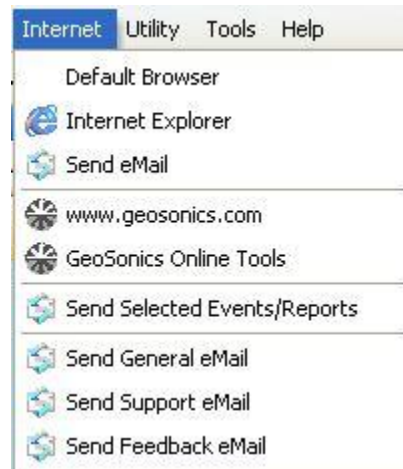 Internet Utility Tools Help
Default Browser
Internet Explorer
Send eMail
www.geosonics.com
GeoSonics Online Tools
Send Selected Events/Reports
Send General eMail
Send Support eMail
Send Feedback eMail